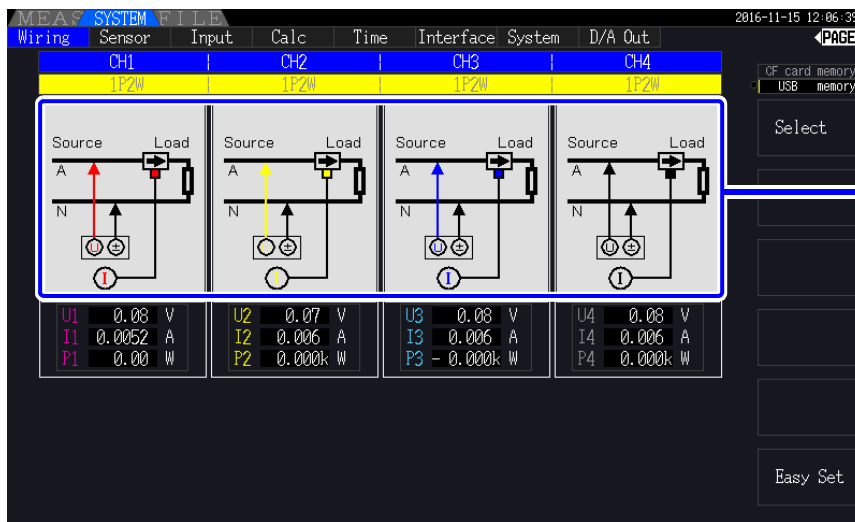 MEAS SYSTEM FILE 2016-11-15 12:06:39
Wiring Sensor Input Calc Time Interface System D/A Out PAGE
CH1 CH2 CH3 CH4
CF card memory
1P2W 1P2W 1P2W 1P2W
USB memory
Select
Source Load Source Load Source Load Source Load
A A A A
N N N N
U ± U ± U ± U ±
I I I I
U1 0.08 V U2 0.07 V U3 0.08 V U4 0.08 V
I1 0.0052 A I2 0.006 A I3 0.006 A I4 0.006 A
P1 0.00 W P2 0.000k W P3 - 0.000k W P4 0.000k W
Easy Set